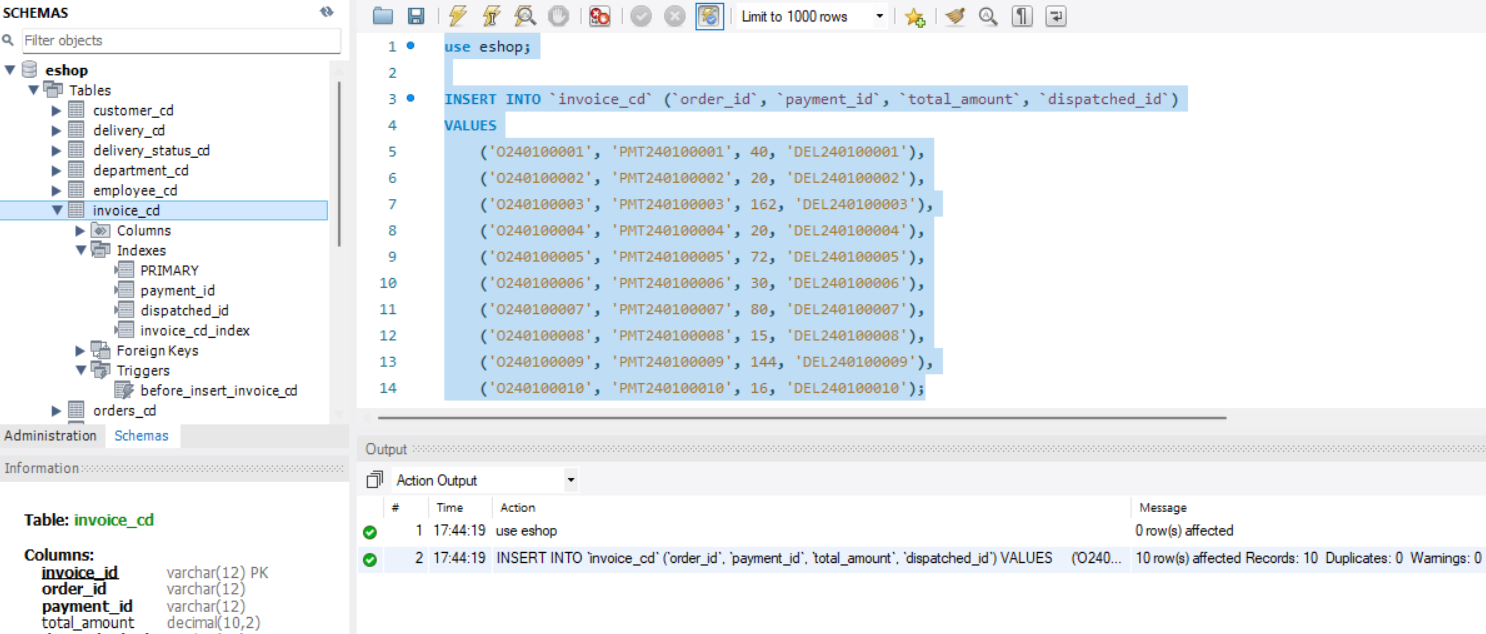 SCHEMAS
Filter objects
eshop
Tables
customer_cd
delivery_cd
delivery_status_cd
department_cd
employee_cd
invoice_cd
Columns
Indexes
PRIMARY
payment_id
dispatched_id
invoice_cd_index
Foreign Keys
Triggers
before_insert_invoice_cd
orders_cd
Administration Schemas
Information
Table: invoice_cd
Columns:
invoice_id varchar(12) PK
order_id varchar(12)
payment_id varchar(12)
total_amount decimal(10,2)
Limit to 1000 rows
1 use eshop;
2
3 INSERT INTO `invoice_cd` (`order_id`, `payment_id`, `total_amount`, `dispatched_id`)
4 VALUES
5 ('O240100001', 'PMT240100001', 40, 'DEL240100001'),
6 ('O240100002', 'PMT240100002', 20, 'DEL240100002'),
7 ('O240100003', 'PMT240100003', 162, 'DEL240100003'),
8 ('O240100004', 'PMT240100004', 20, 'DEL240100004'),
9 ('O240100005', 'PMT240100005', 72, 'DEL240100005'),
10 ('O240100006', 'PMT240100006', 30, 'DEL240100006'),
11 ('O240100007', 'PMT240100007', 80, 'DEL240100007'),
12 ('O240100008', 'PMT240100008', 15, 'DEL240100008'),
13 ('O240100009', 'PMT240100009', 144, 'DEL240100009'),
14 ('O240100010', 'PMT240100010', 16, 'DEL240100010');
Output
Action Output
# Time Action Message
1 17:44:19 use eshop 0 row(s) affected
2 17:44:19 INSERT INTO `invoice_cd` (`order_id`, `payment_id`, `total_amount`, `dispatched_id`) VALUES ('O240... 10 row(s) affected Records: 10 Duplicates: 0 Warnings: 0